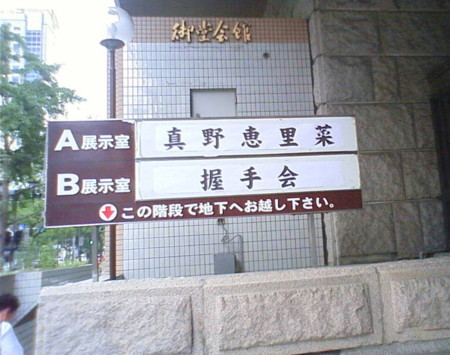 御堂会館
A展示室 真野恵里菜
B展示室 握手会
この階段で地下へお越し下さい。